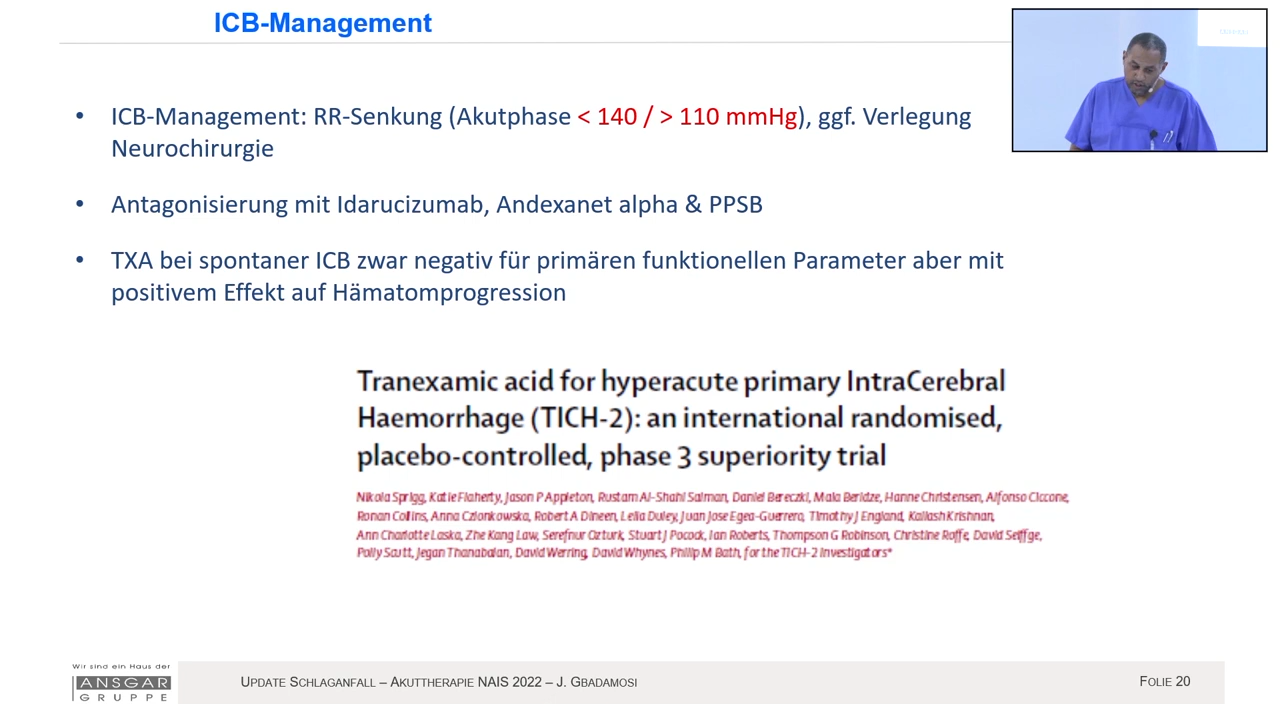 ICB-Management
• ICB-Management: RR-Senkung (Akutphase < 140 / > 110 mmHg), ggf. Verlegung
Neurochirurgie
• Antagonisierung mit Idarucizumab, Andexanet alpha & PPSB
• TXA bei spontaner ICB zwar negativ für primären funktionellen Parameter aber mit
positivem Effekt auf Hämatomprogression
Tranexamic acid for hyperacute primary IntraCerebral
Haemorrhage (TICH-2): an international randomised,
placebo-controlled, phase 3 superiority trial
Nikola Sprigg, Katie Flaherty, Jason P Appleton, Rustam Al-Shahi Salman, Daniel Bereczki, Maia Beridze, Hanne Christensen, Alfonso Ciccone,
Ronan Collins, Anna Czlonkowska, Robert A Dineen, Lelia Duley, Juan Jose Egea-Guerrero, Timothy J England, Kailash Krishnan,
Ann Charlotte Laska, Zhe Kang Law, Serefnur Ozturk, Stuart J Pocock, Ian Roberts, Thompson G Robinson, Christine Roffe, David Seiffge,
Polly Scutt, Jegan Thanabalan, David Werring, David Whynes, Philip M Bath, for the TICH-2 Investigators*
Wir sind ein Haus der
ANSGAR
GRUPPE
UPDATE SCHLAGANFALL – AKUTTHERAPIE NAIS 2022 – J. GBADAMOSI
FOLIE 20